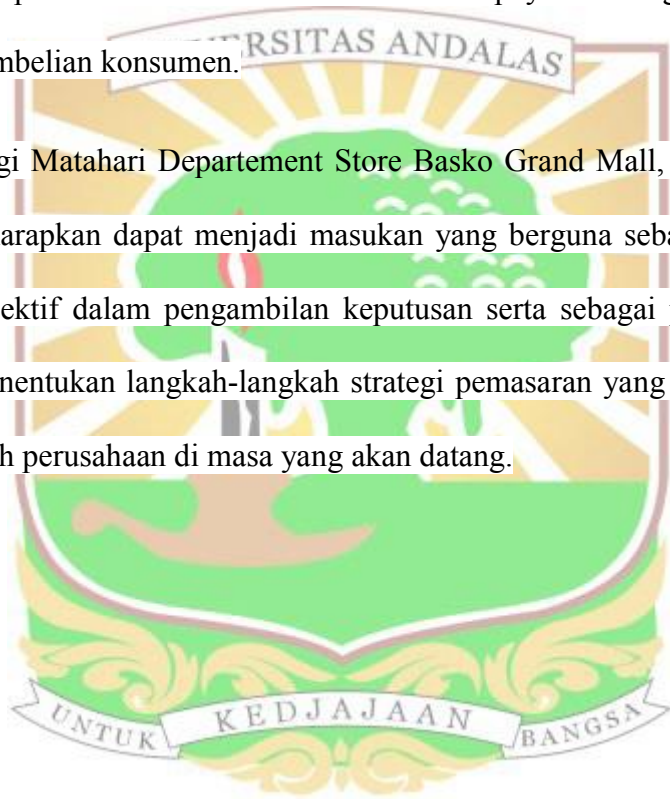 mbelian konsumen.
UNIVERSITAS ANDALAS
gi Matahari Departement Store Basko Grand Mall,
arapkan dapat menjadi masukan yang berguna seba
ektif dalam pengambilan keputusan serta sebagai
nentukan langkah-langkah strategi pemasaran yang
h perusahaan di masa yang akan datang.
UNTUK KEDJAJAAN BANGSA